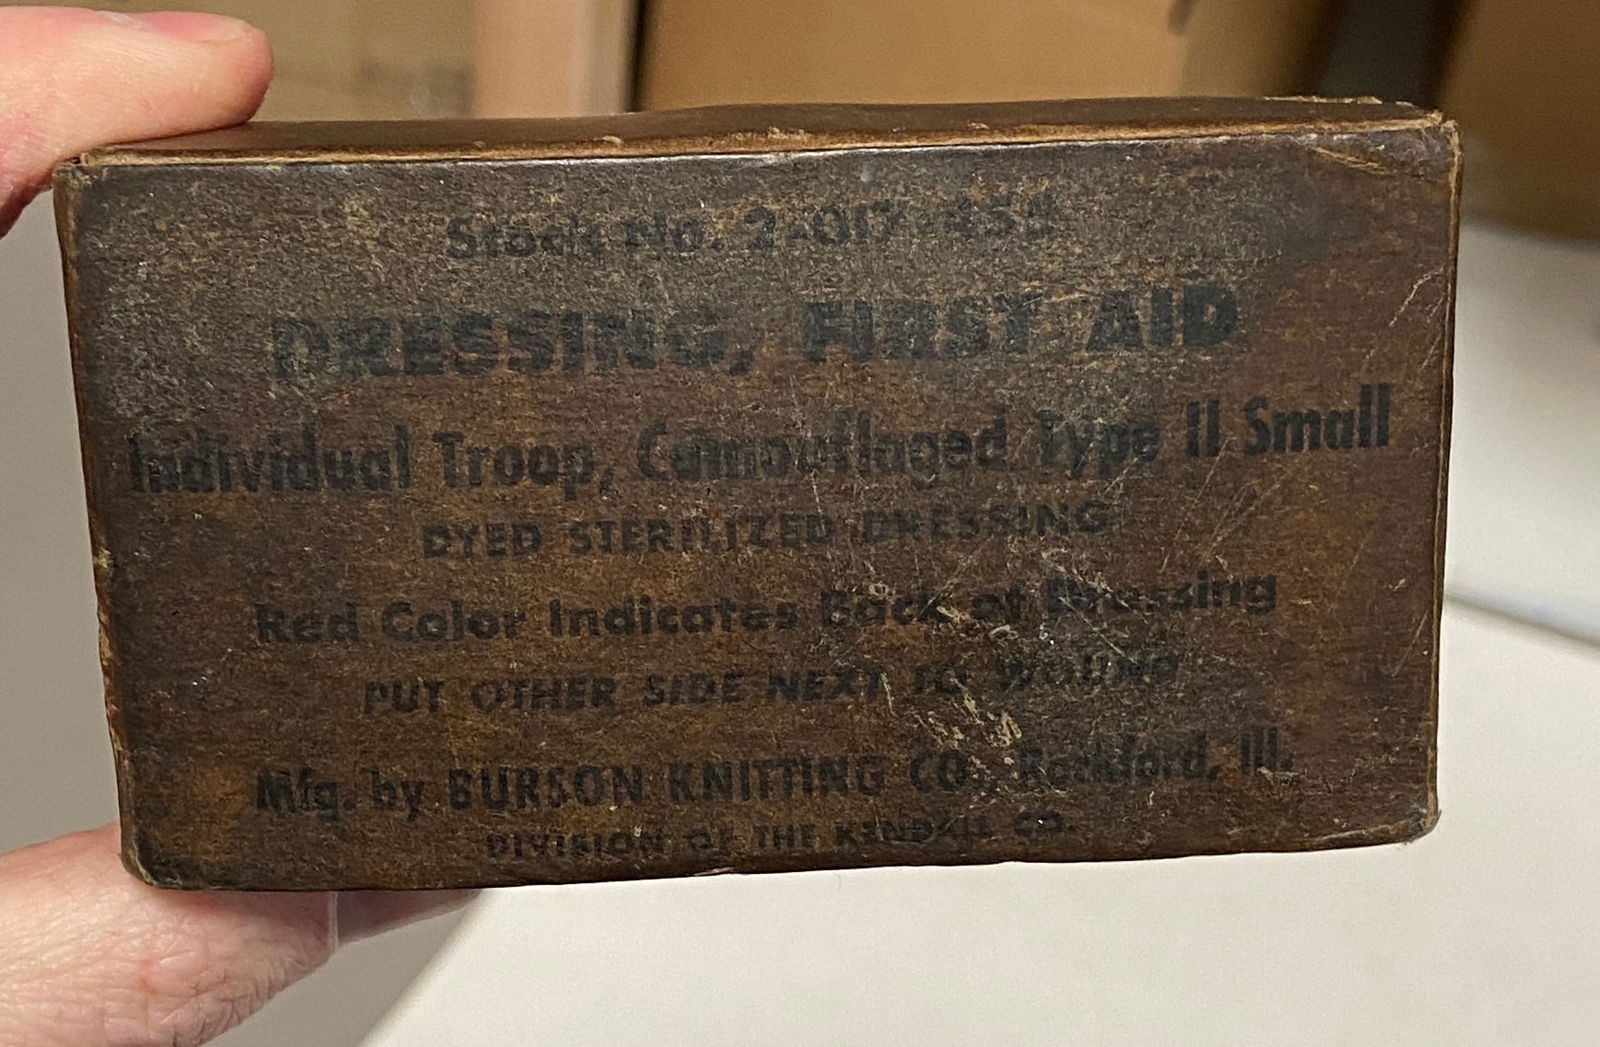 Stock No. 2-017-455
DRESSING, FIRST AID
Individual Troop, Camouflaged Type II Small
DYED STERILIZED DRESSING
Red Color Indicates Back of Dressing
PUT OTHER SIDE NEXT TO WOUND
Mfg. by BURSON KNITTING CO., Rockford, Ill.
DIVISION OF THE KENDALL CO.